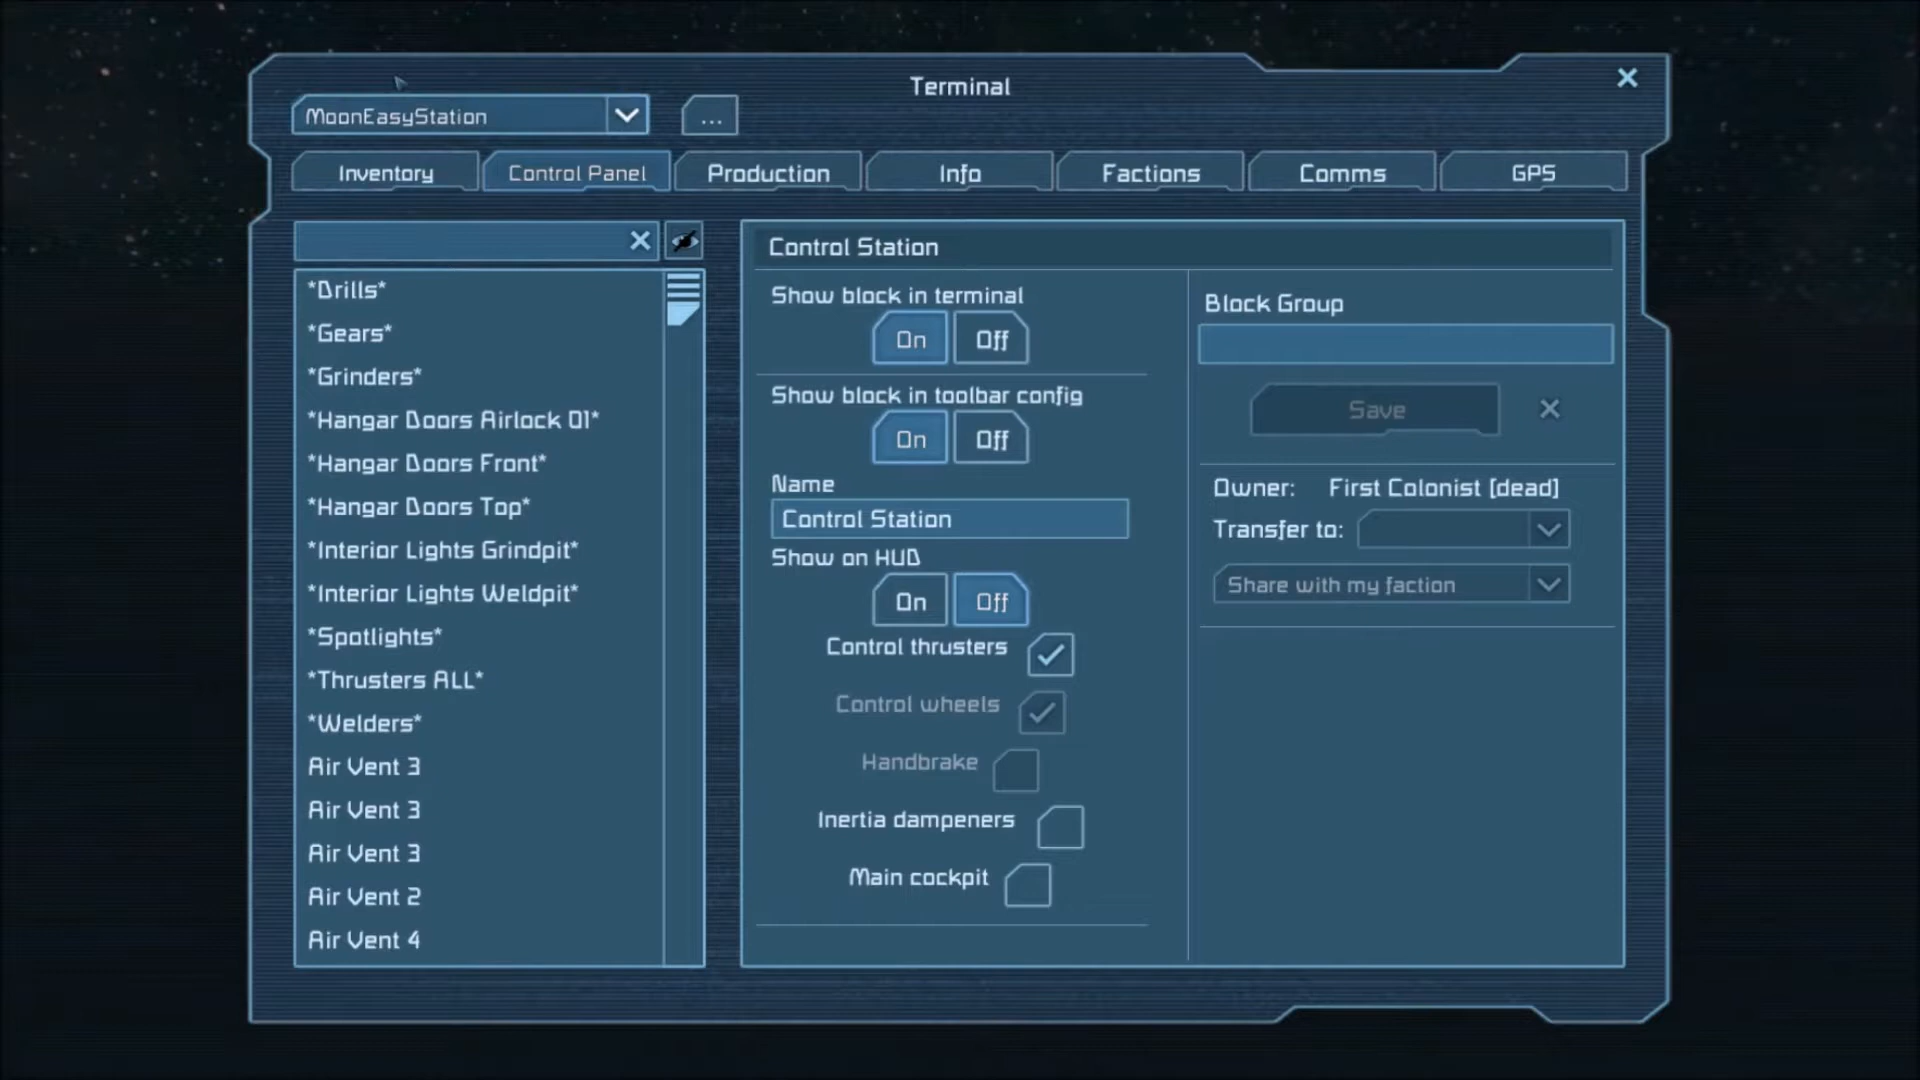 Terminal
MoonEasyStation
...
Inventory
Control Panel
Production
Info
Factions
Comms
GPS
*Drills*
*Gears*
*Grinders*
*Hangar Doors Airlock 01*
*Hangar Doors Front*
*Hangar Doors Top*
*Interior Lights Grindpit*
*Interior Lights Weldpit*
*Spotlights*
*Thrusters ALL*
*Welders*
Air Vent 3
Air Vent 3
Air Vent 3
Air Vent 2
Air Vent 4
Control Station
Show block in terminal
On Off
Show block in toolbar config
On Off
Name
Control Station
Show on HUD
On Off
Control thrusters
Control wheels
Handbrake
Inertia dampeners
Main cockpit
Block Group
Save
Owner: First Colonist [dead]
Transfer to:
Share with my faction